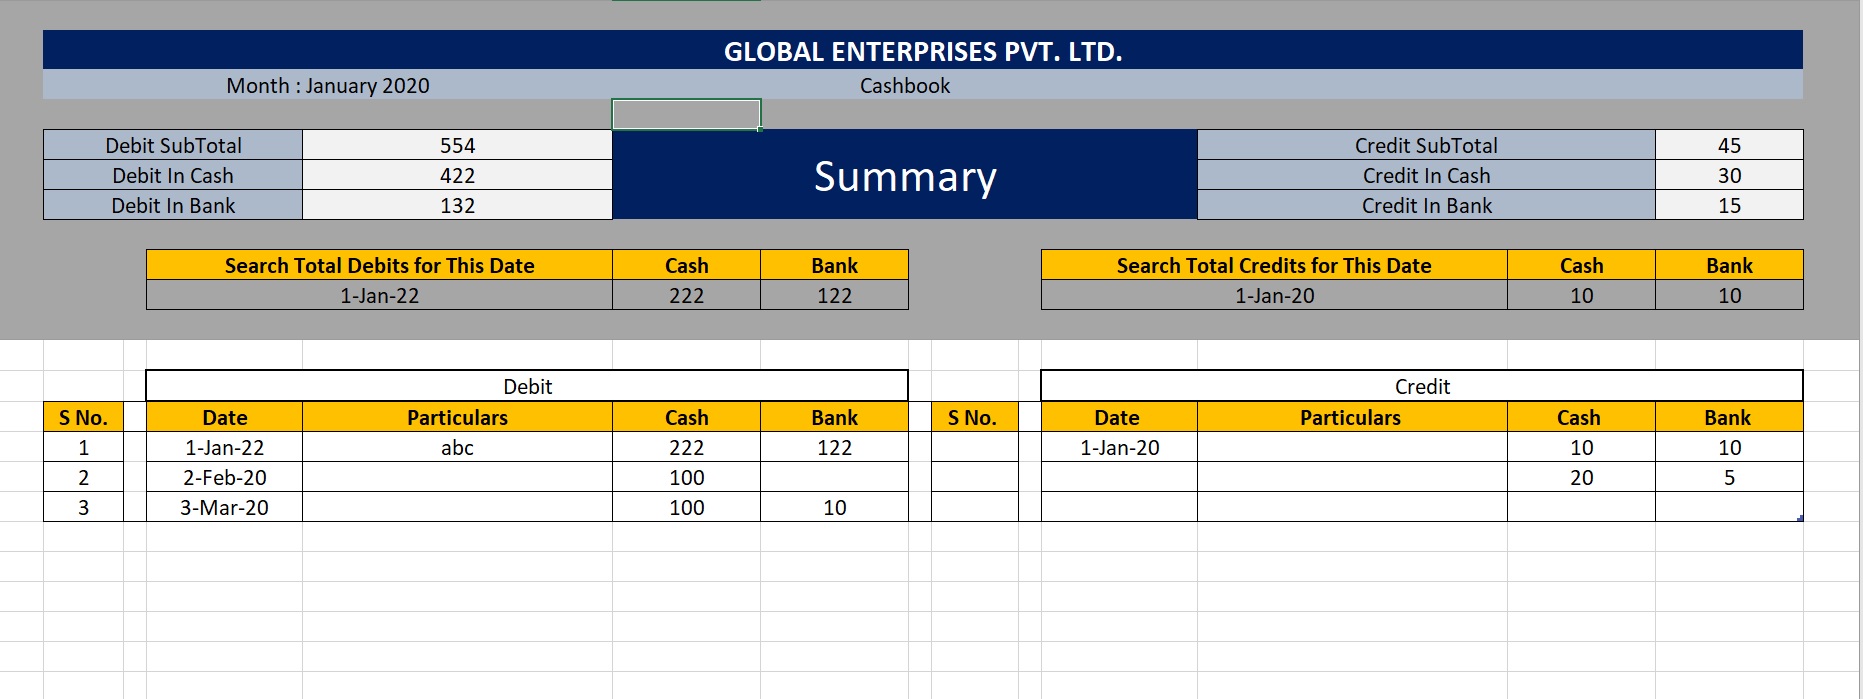 GLOBAL ENTERPRISES PVT. LTD.
Month : January 2020 Cashbook
Debit SubTotal 554 Credit SubTotal 45
Debit In Cash 422 Summary Credit In Cash 30
Debit In Bank 132 Credit In Bank 15
Search Total Debits for This Date Cash Bank Search Total Credits for This Date Cash Bank
1-Jan-22 222 122 1-Jan-20 10 10
Debit Credit
S No. Date Particulars Cash Bank S No. Date Particulars Cash Bank
1 1-Jan-22 abc 222 122 1-Jan-20 10 10
2 2-Feb-20 100 20 5
3 3-Mar-20 100 10